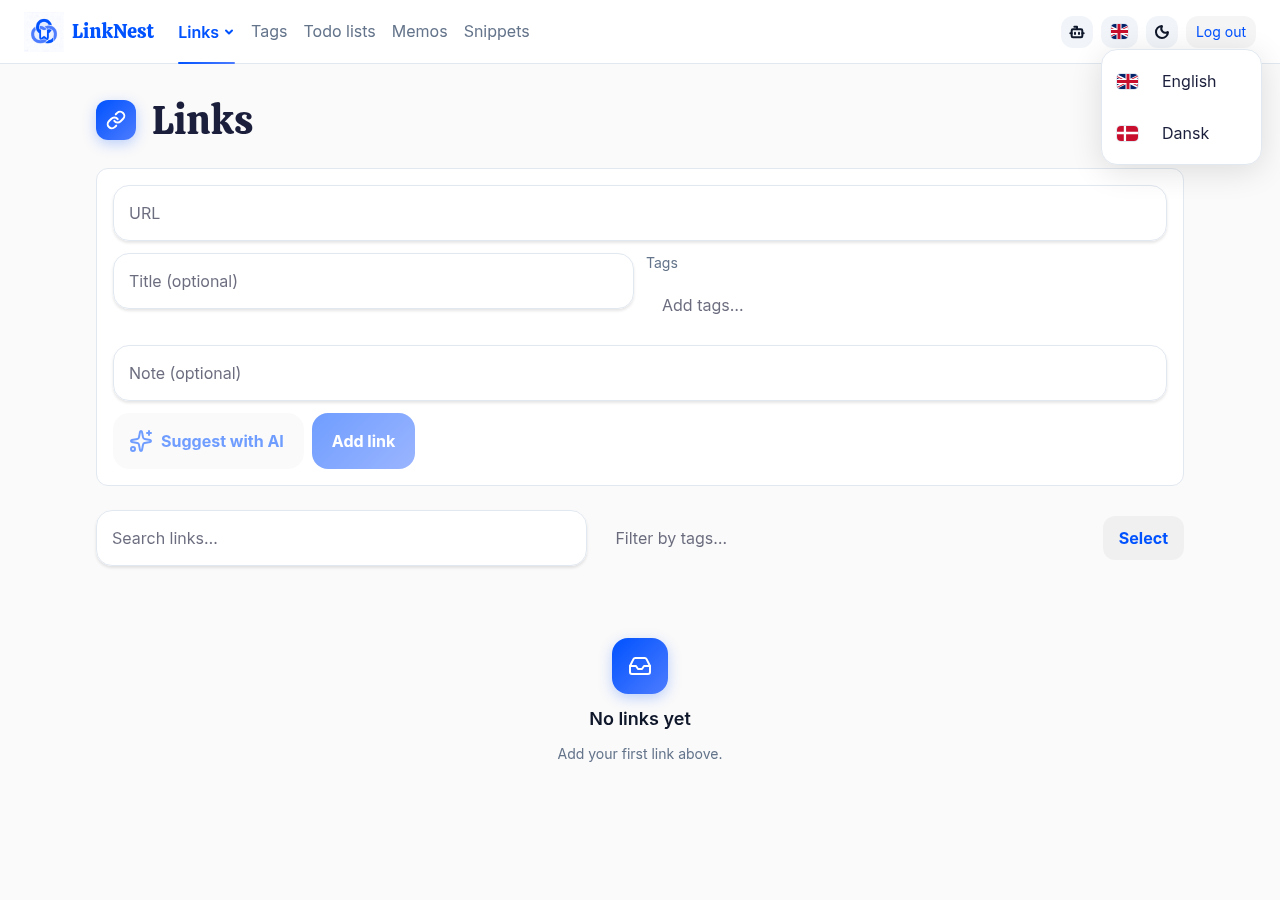 LinkNest
Links
Tags
Todo lists
Memos
Snippets
Log out
English
Dansk
Links
URL
Title (optional)
Tags
Add tags...
Note (optional)
Suggest with AI
Add link
Search links...
Filter by tags...
Select
No links yet
Add your first link above.